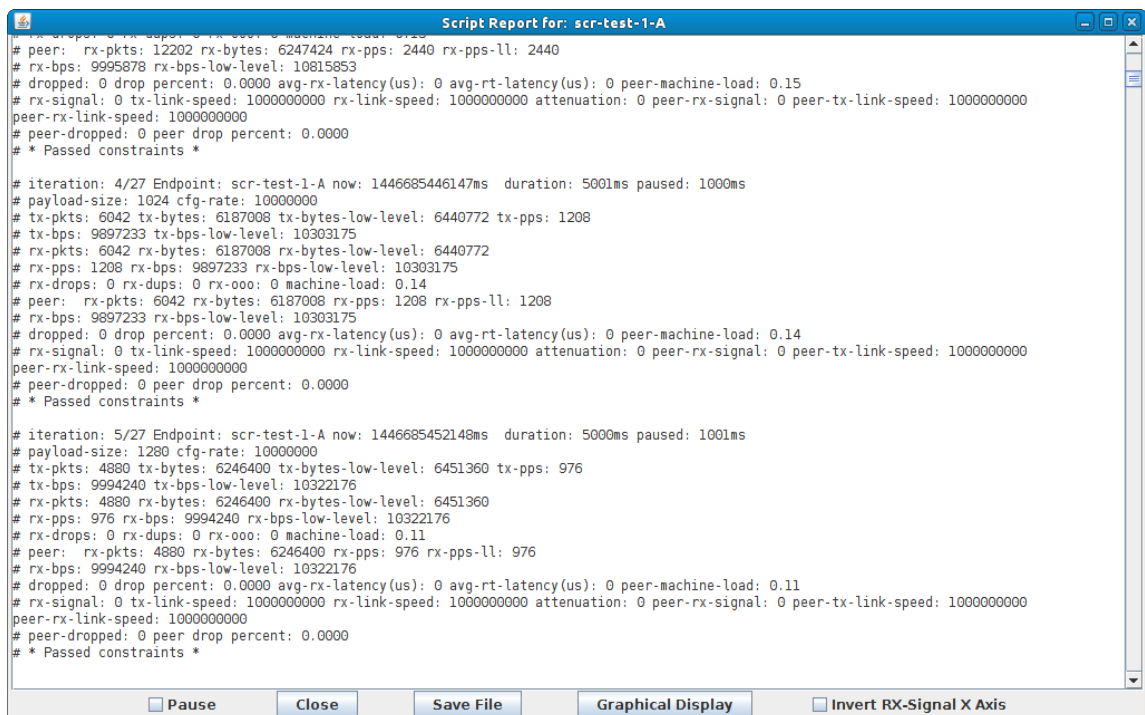 Script Report for: scr-test-1-A
# peer:  rx-pkts: 12202 rx-bytes: 6247424 rx-pps: 2440 rx-pps-ll: 2440
# rx-bps: 9995878 rx-bps-low-level: 10815853
# dropped: 0 drop percent: 0.0000 avg-rx-latency(us): 0 avg-rt-latency(us): 0 peer-machine-load: 0.15
# rx-signal: 0 tx-link-speed: 1000000000 rx-link-speed: 1000000000 attenuation: 0 peer-rx-signal: 0 peer-tx-link-speed: 1000000000
peer-rx-link-speed: 1000000000
# peer-dropped: 0 peer drop percent: 0.0000
# * Passed constraints *
# iteration: 4/27 Endpoint: scr-test-1-A now: 1446685446147ms  duration: 5001ms paused: 1000ms
# payload-size: 1024 cfg-rate: 10000000
# tx-pkts: 6042 tx-bytes: 6187008 tx-bytes-low-level: 6440772 tx-pps: 1208
# tx-bps: 9897233 tx-bps-low-level: 10303175
# rx-pkts: 6042 rx-bytes: 6187008 rx-bytes-low-level: 6440772
# rx-pps: 1208 rx-bps: 9897233 rx-bps-low-level: 10303175
# rx-drops: 0 rx-dups: 0 rx-ooo: 0 machine-load: 0.14
# peer:  rx-pkts: 6042 rx-bytes: 6187008 rx-pps: 1208 rx-pps-ll: 1208
# rx-bps: 9897233 rx-bps-low-level: 10303175
# dropped: 0 drop percent: 0.0000 avg-rx-latency(us): 0 avg-rt-latency(us): 0 peer-machine-load: 0.14
# rx-signal: 0 tx-link-speed: 1000000000 rx-link-speed: 1000000000 attenuation: 0 peer-rx-signal: 0 peer-tx-link-speed: 1000000000
peer-rx-link-speed: 1000000000
# peer-dropped: 0 peer drop percent: 0.0000
# * Passed constraints *
# iteration: 5/27 Endpoint: scr-test-1-A now: 1446685452148ms  duration: 5000ms paused: 1001ms
# payload-size: 1280 cfg-rate: 10000000
# tx-pkts: 4880 tx-bytes: 6246400 tx-bytes-low-level: 6451360 tx-pps: 976
# tx-bps: 9994240 tx-bps-low-level: 10322176
# rx-pkts: 4880 rx-bytes: 6246400 rx-bytes-low-level: 6451360
# rx-pps: 976 rx-bps: 9994240 rx-bps-low-level: 10322176
# rx-drops: 0 rx-dups: 0 rx-ooo: 0 machine-load: 0.11
# peer:  rx-pkts: 4880 rx-bytes: 6246400 rx-pps: 976 rx-pps-ll: 976
# rx-bps: 9994240 rx-bps-low-level: 10322176
# dropped: 0 drop percent: 0.0000 avg-rx-latency(us): 0 avg-rt-latency(us): 0 peer-machine-load: 0.11
# rx-signal: 0 tx-link-speed: 1000000000 rx-link-speed: 1000000000 attenuation: 0 peer-rx-signal: 0 peer-tx-link-speed: 1000000000
peer-rx-link-speed: 1000000000
# peer-dropped: 0 peer drop percent: 0.0000
# * Passed constraints *
Pause Close Save File Graphical Display Invert RX-Signal X Axis